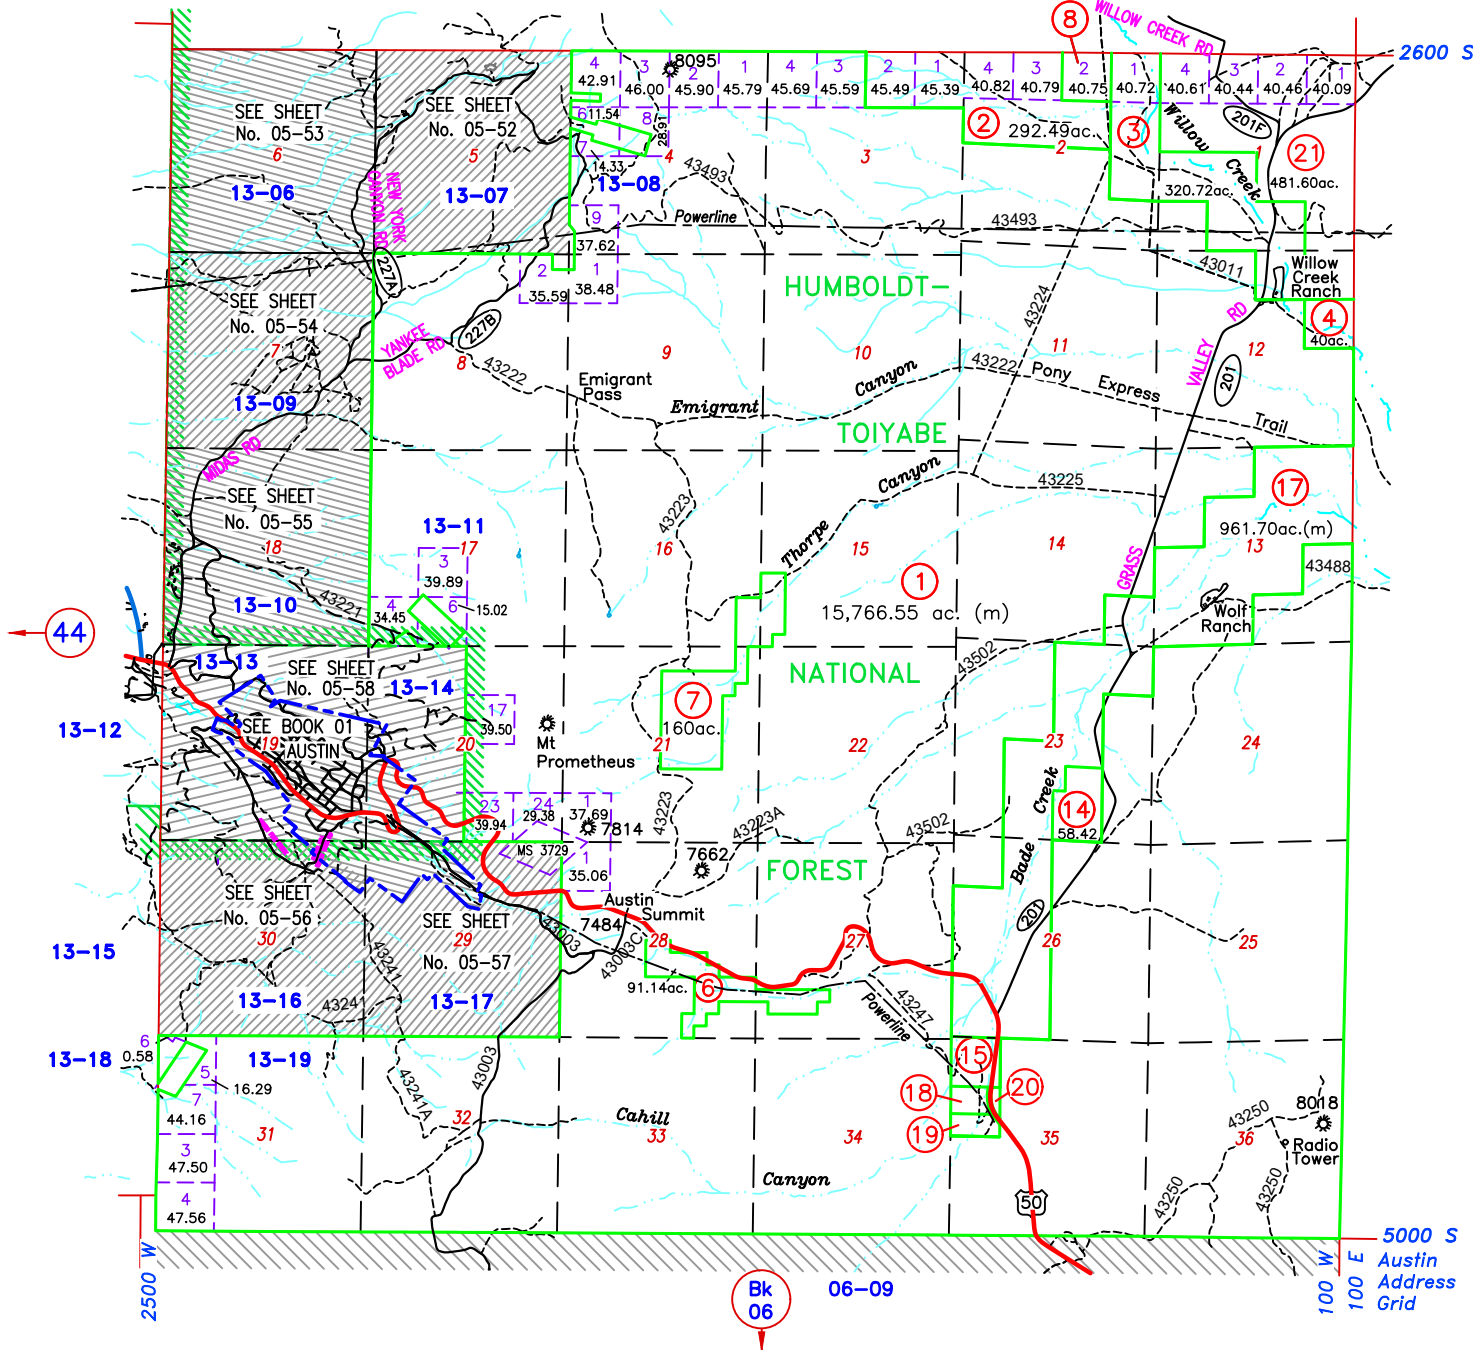 WILLOW CREEK RD
8
2600 S
SEE SHEET
No. 05-53
6
13-06
SEE SHEET
No. 05-52
5
13-07
NEW YORK
CANYON RD
227A
4
42.91
3
46.00
8095
2
45.90
1
45.79
4
45.69
3
45.59
2
45.49
1
45.39
4
40.82
3
40.79
2
40.75
1
40.72
4
40.61
3
40.44
2
40.46
1
40.09
6
11.54
8
28.91
7
14.33
4
13-08
3
2
292.49ac.
2
3
Willow
Creek
201F
1
21
481.60ac.
320.72ac.
43493
Powerline
43493
9
37.62
2
35.59
1
38.48
43011
Willow
Creek
Ranch
HUMBOLDT-
43224
RD
4
40ac.
SEE SHEET
No. 05-54
7
13-09
YANKEE
BLADE RD
227B
8
43222
9
10
11
12
Emigrant
Pass
Emigrant
Canyon
43222
Pony
Express
Trail
VALLEY
201
TOIYABE
MIDAS RD
SEE SHEET
No. 05-55
18
13-10
43221
13-11
17
3
39.89
4
34.45
6
15.02
43223
16
Thorpe
Canyon
15
43225
14
17
961.70ac.(m)
13
43488
GRASS
1
15,766.55 ac. (m)
Wolf
Ranch
44
13-13
SEE SHEET
No. 05-58
13-14
13-12
SEE BOOK 01
AUSTIN
19
20
17
39.50
Mt
Prometheus
7
160ac.
21
NATIONAL
22
43502
23
24
Creek
14
58.42
Bade
23
39.94
24
29.38
1
37.69
7814
MS 3729
1
35.06
43223
43223A
7662
43502
FOREST
SEE SHEET
No. 05-56
30
13-15
13-16
SEE SHEET
29
No. 05-57
13-17
43241
43241
Austin
Summit
7484
43003
43003C
28
91.14ac.
6
27
201
26
25
43247
Powerline
13-18
6
0.58
13-19
5
16.29
7
44.16
3
47.50
4
47.56
31
43241A
43003
32
Cahill
33
Canyon
34
15
18
19
20
35
50
43250
8018
Radio
Tower
36
43250
43250
2500 W
Bk
06
06-09
5000 S
100 W
100 E
Austin
Address
Grid